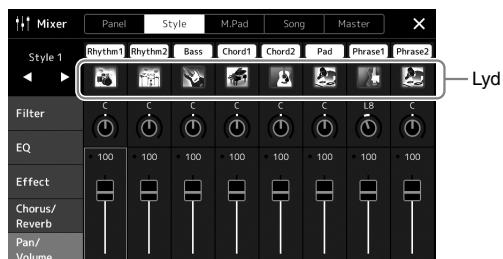 Mixer Panel Style M.Pad Song Master
Style 1 Rhythm1 Rhythm2 Bass Chord1 Chord2 Pad Phrase1 Phrase2
Lyd
Filter C C C C C C L8 C
EQ
100 100 100 100 100 100 100 100
Effect
Chorus/
Reverb
Pan/
Volume